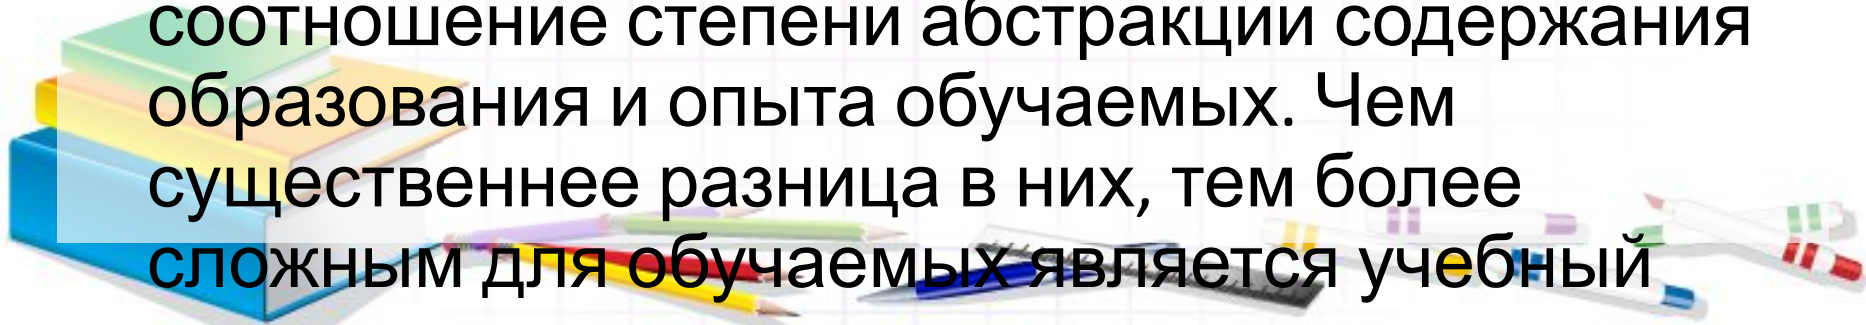 соотношение степени абстракции содержания
образования и опыта обучаемых. Чем
существеннее разница в них, тем более
сложным для обучаемых является учебный